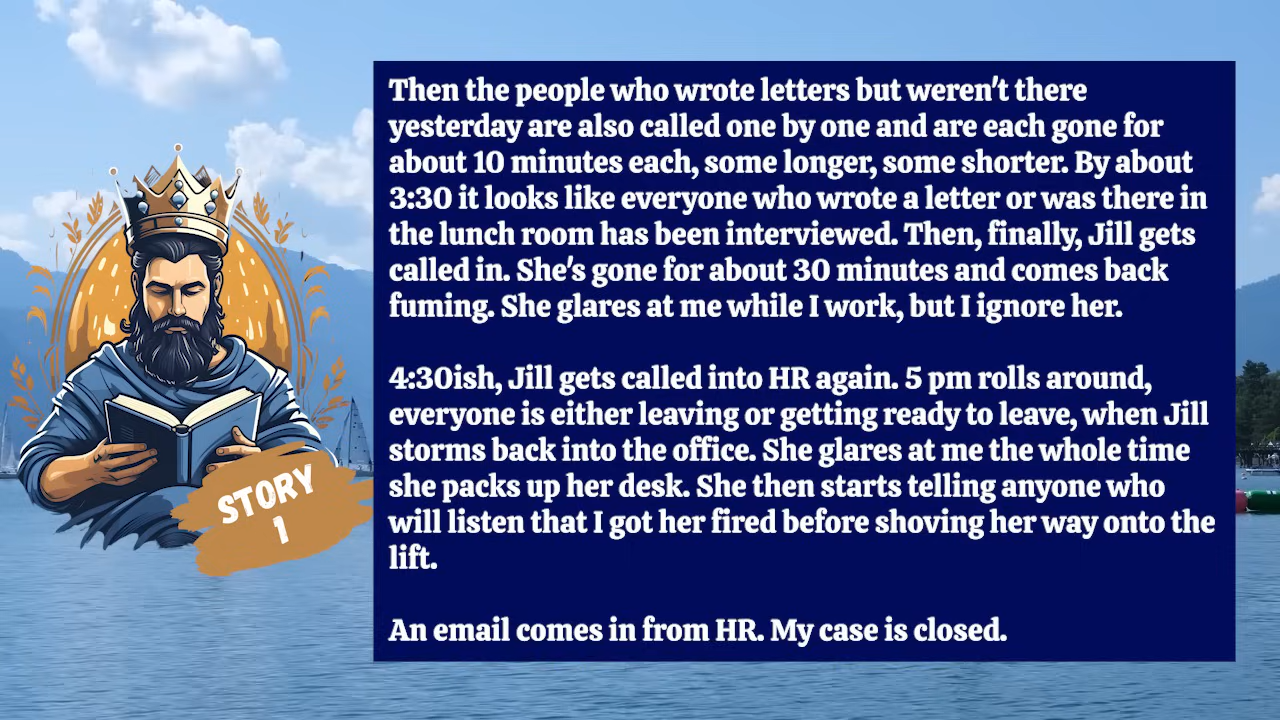 Then the people who wrote letters but weren't there
yesterday are also called one by one and are each gone for
about 10 minutes each, some longer, some shorter. By about
3:30 it looks like everyone who wrote a letter or was there in
the lunch room has been interviewed. Then, finally, Jill gets
called in. She's gone for about 30 minutes and comes back
fuming. She glares at me while I work, but I ignore her.
4:30ish, Jill gets called into HR again. 5 pm rolls around,
everyone is either leaving or getting ready to leave, when Jill
storms back into the office. She glares at me the whole time
she packs up her desk. She then starts telling anyone who
will listen that I got her fired before shoving her way onto the
lift.
An email comes in from HR. My case is closed.
STORY
1